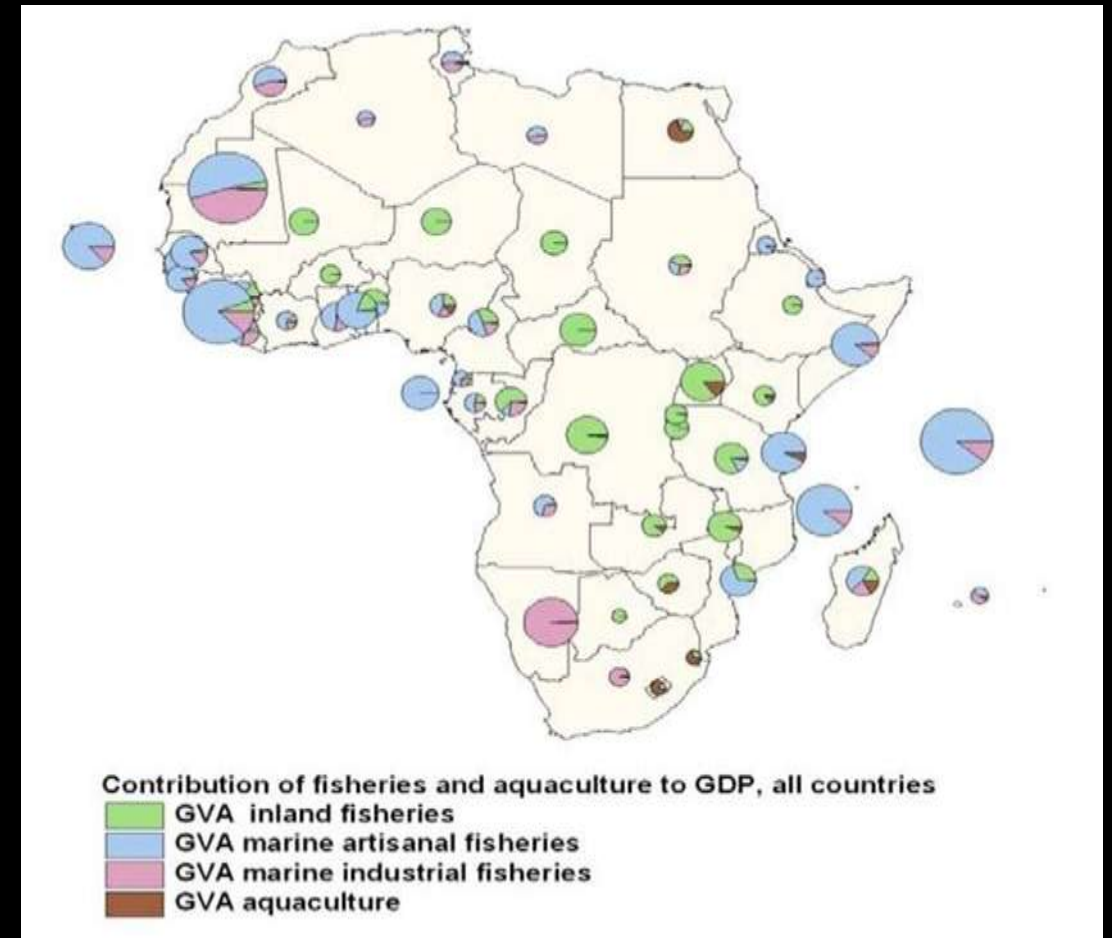 Contribution of fisheries and aquaculture to GDP, all countries
GVA inland fisheries
GVA marine artisanal fisheries
GVA marine industrial fisheries
GVA aquaculture